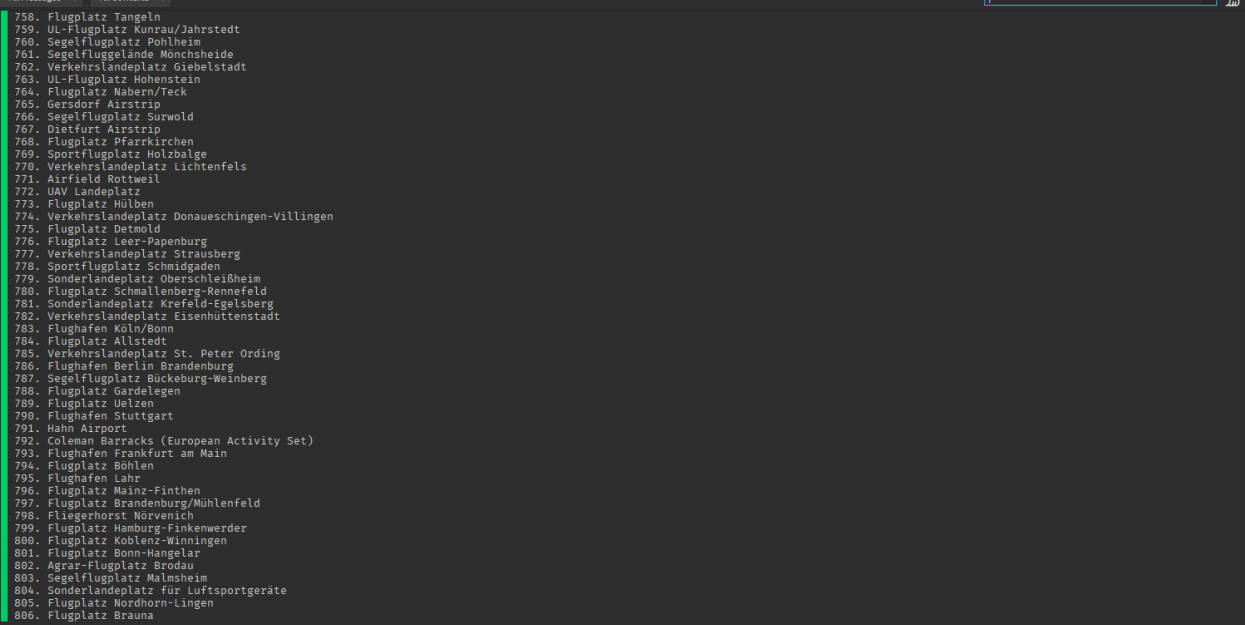 758. Flugplatz Tangeln
759. UL-Flugplatz Kunrau/Jahrstedt
760. Segelflugplatz Pohlheim
761. Segelfluggelände Mönchsheide
762. Verkehrslandeplatz Giebelstadt
763. UL-Flugplatz Hohenstein
764. Flugplatz Nabern/Teck
765. Gersdorf Airstrip
766. Segelflugplatz Surwold
767. Dietfurt Airstrip
768. Flugplatz Pfarrkirchen
769. Sportflugplatz Holzbalge
770. Verkehrslandeplatz Lichtenfels
771. Airfield Rottweil
772. UAV Landeplatz
773. Flugplatz Hülben
774. Verkehrslandeplatz Donaueschingen-Villingen
775. Flugplatz Detmold
776. Flugplatz Leer-Papenburg
777. Verkehrslandeplatz Strausberg
778. Sportflugplatz Schmidgaden
779. Sonderlandeplatz Oberschleißheim
780. Flugplatz Schmallenberg-Rennefeld
781. Sonderlandeplatz Krefeld-Egelsberg
782. Verkehrslandeplatz Eisenhüttenstadt
783. Flughafen Köln/Bonn
784. Flugplatz Allstedt
785. Verkehrslandeplatz St. Peter Ording
786. Flughafen Berlin Brandenburg
787. Segelflugplatz Bückeburg-Weinberg
788. Flugplatz Gardelegen
789. Flugplatz Uelzen
790. Flughafen Stuttgart
791. Hahn Airport
792. Coleman Barracks (European Activity Set)
793. Flughafen Frankfurt am Main
794. Flugplatz Böhlen
795. Flughafen Lahr
796. Flugplatz Mainz-Finthen
797. Flugplatz Brandenburg/Mühlenfeld
798. Fliegerhorst Nörvenich
799. Flugplatz Hamburg-Finkenwerder
800. Flugplatz Koblenz-Winningen
801. Flugplatz Bonn-Hangelar
802. Agrar-Flugplatz Brodau
803. Segelflugplatz Malmsheim
804. Sonderlandeplatz für Luftsportgeräte
805. Flugplatz Nordhorn-Lingen
806. Flugplatz Brauna